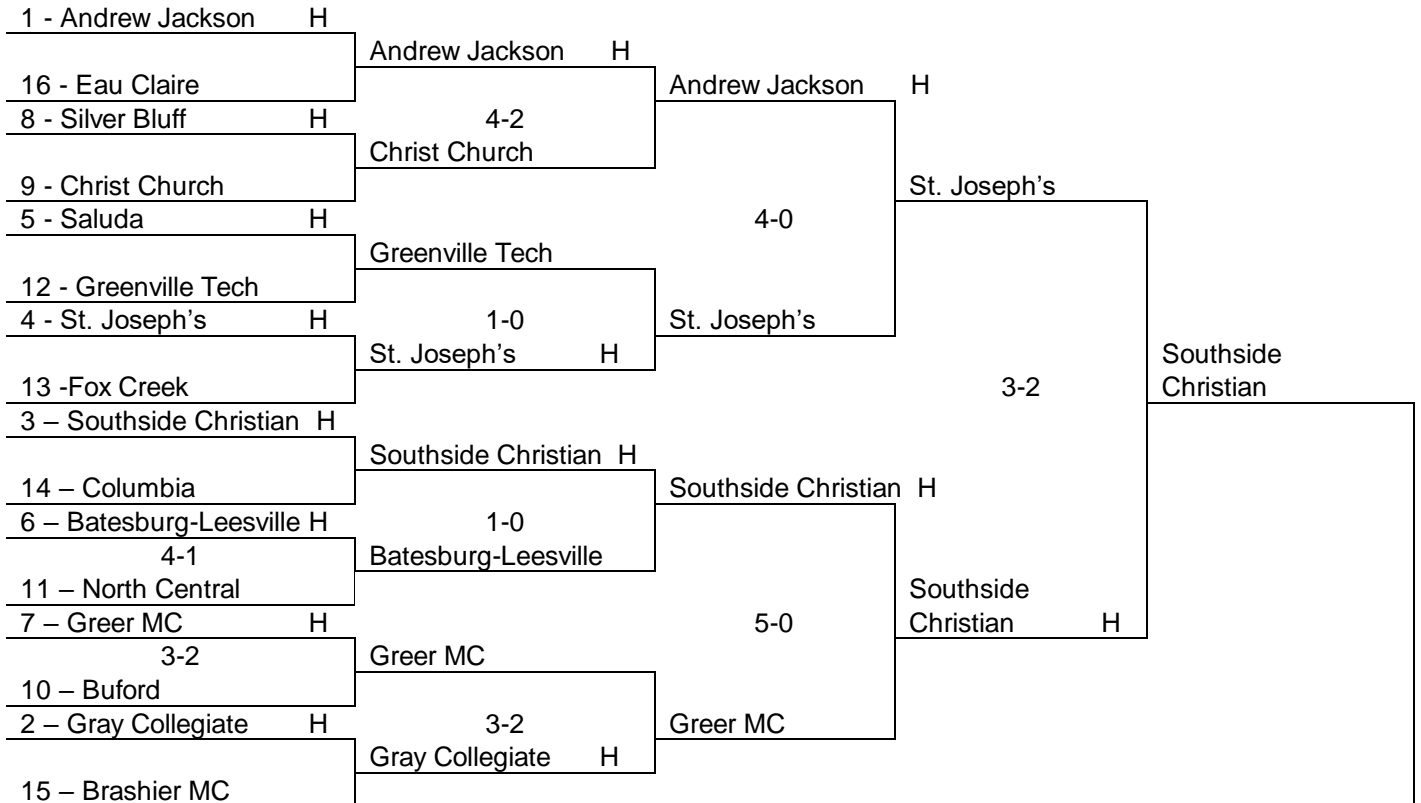 1 - Andrew Jackson H
Andrew Jackson H
16 - Eau Claire
Andrew Jackson H
8 - Silver Bluff H
4-2
Christ Church
9 - Christ Church
St. Joseph’s
5 - Saluda H
4-0
Greenville Tech
12 - Greenville Tech
4 - St. Joseph’s H
1-0
St. Joseph’s
St. Joseph’s H
Southside
13 -Fox Creek
3-2
Christian
3 – Southside Christian H
Southside Christian H
14 – Columbia
Southside Christian H
6 – Batesburg-Leesville H
1-0
4-1
Batesburg-Leesville
11 – North Central
Southside
7 – Greer MC H
5-0
Christian H
3-2
Greer MC
10 – Buford
2 – Gray Collegiate H
3-2
Greer MC
Gray Collegiate H
15 – Brashier MC